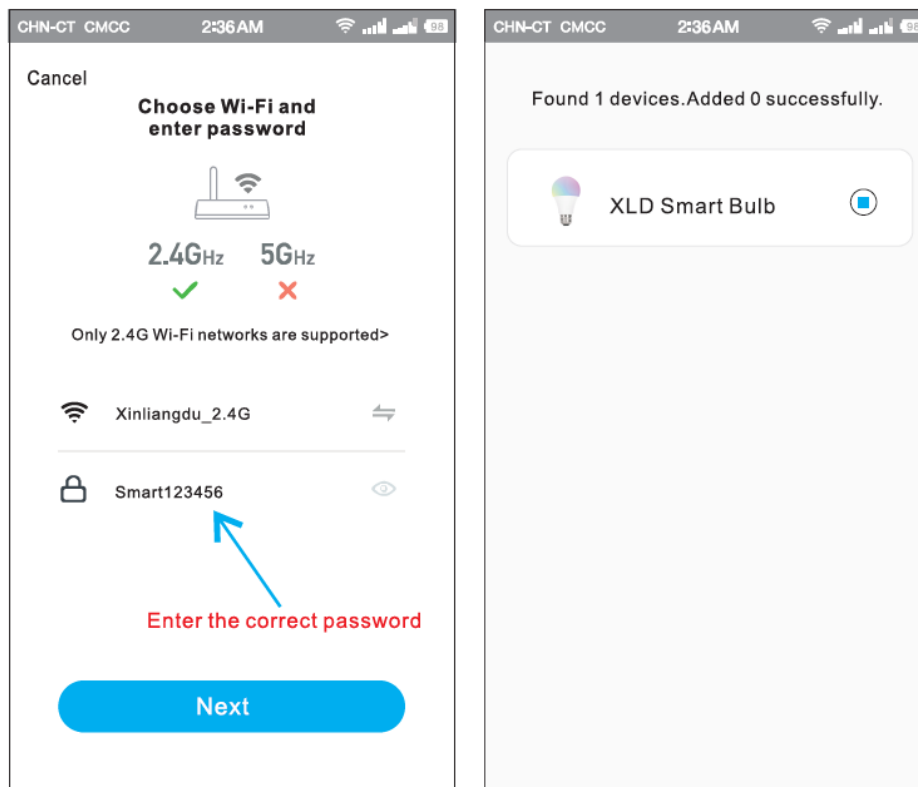 CHN-CT CMCC 2:36AM 98
Cancel
Choose Wi-Fi and
enter password
2.4GHz 5GHz
Only 2.4G Wi-Fi networks are supported>
Xinliangdu_2.4G
Smart123456
Enter the correct password
Next
CHN-CT CMCC 2:36AM 98
Found 1 devices.Added 0 successfully.
XLD Smart Bulb